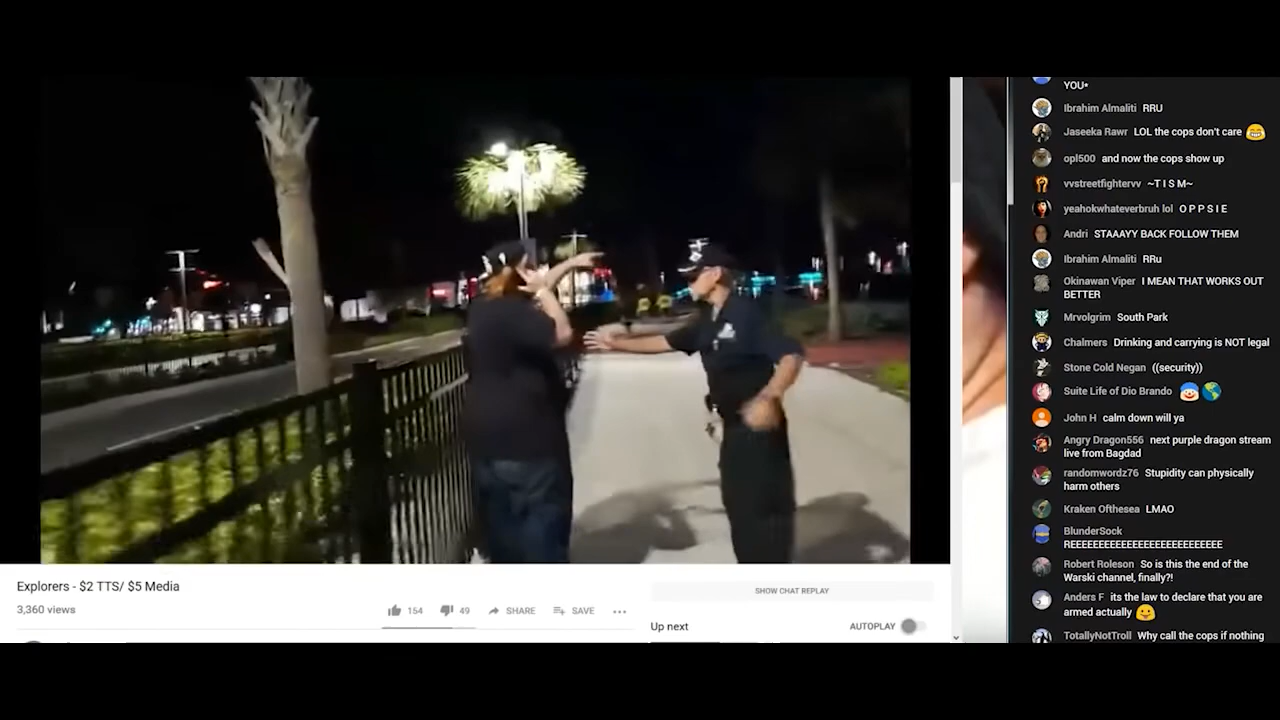 YOU*
Ibrahim Almaliti RRU
Jaseeka Rawr LOL the cops don't care 😂
opl500 and now the cops show up
vvstreetfightervv ~T I S M~
yeahokwhateverbruh lol O P P S I E
Andri STAAAYY BACK FOLLOW THEM
Ibrahim Almaliti RRu
Okinawan Viper I MEAN THAT WORKS OUT
BETTER
Mrvolgrim South Park
Chalmers Drinking and carrying is NOT legal
Stone Cold Negan ((security))
Suite Life of Dio Brando 🤡🌎
John H calm down will ya
Angry Dragon556 next purple dragon stream
live from Bagdad
randomwordz76 Stupidity can physically
harm others
Kraken Ofthesea LMAO
BlunderSock
REEEEEEEEEEEEEEEEEEEEEEEEEE
Robert Roleson So is this the end of the
Warski channel, finally?!
Anders F its the law to declare that you are
armed actually 🙂
TotallyNotTroll Why call the cops if nothing
Explorers - $2 TTS/ $5 Media
3,360 views
154 49 SHARE SAVE
SHOW CHAT REPLAY
Up next AUTOPLAY